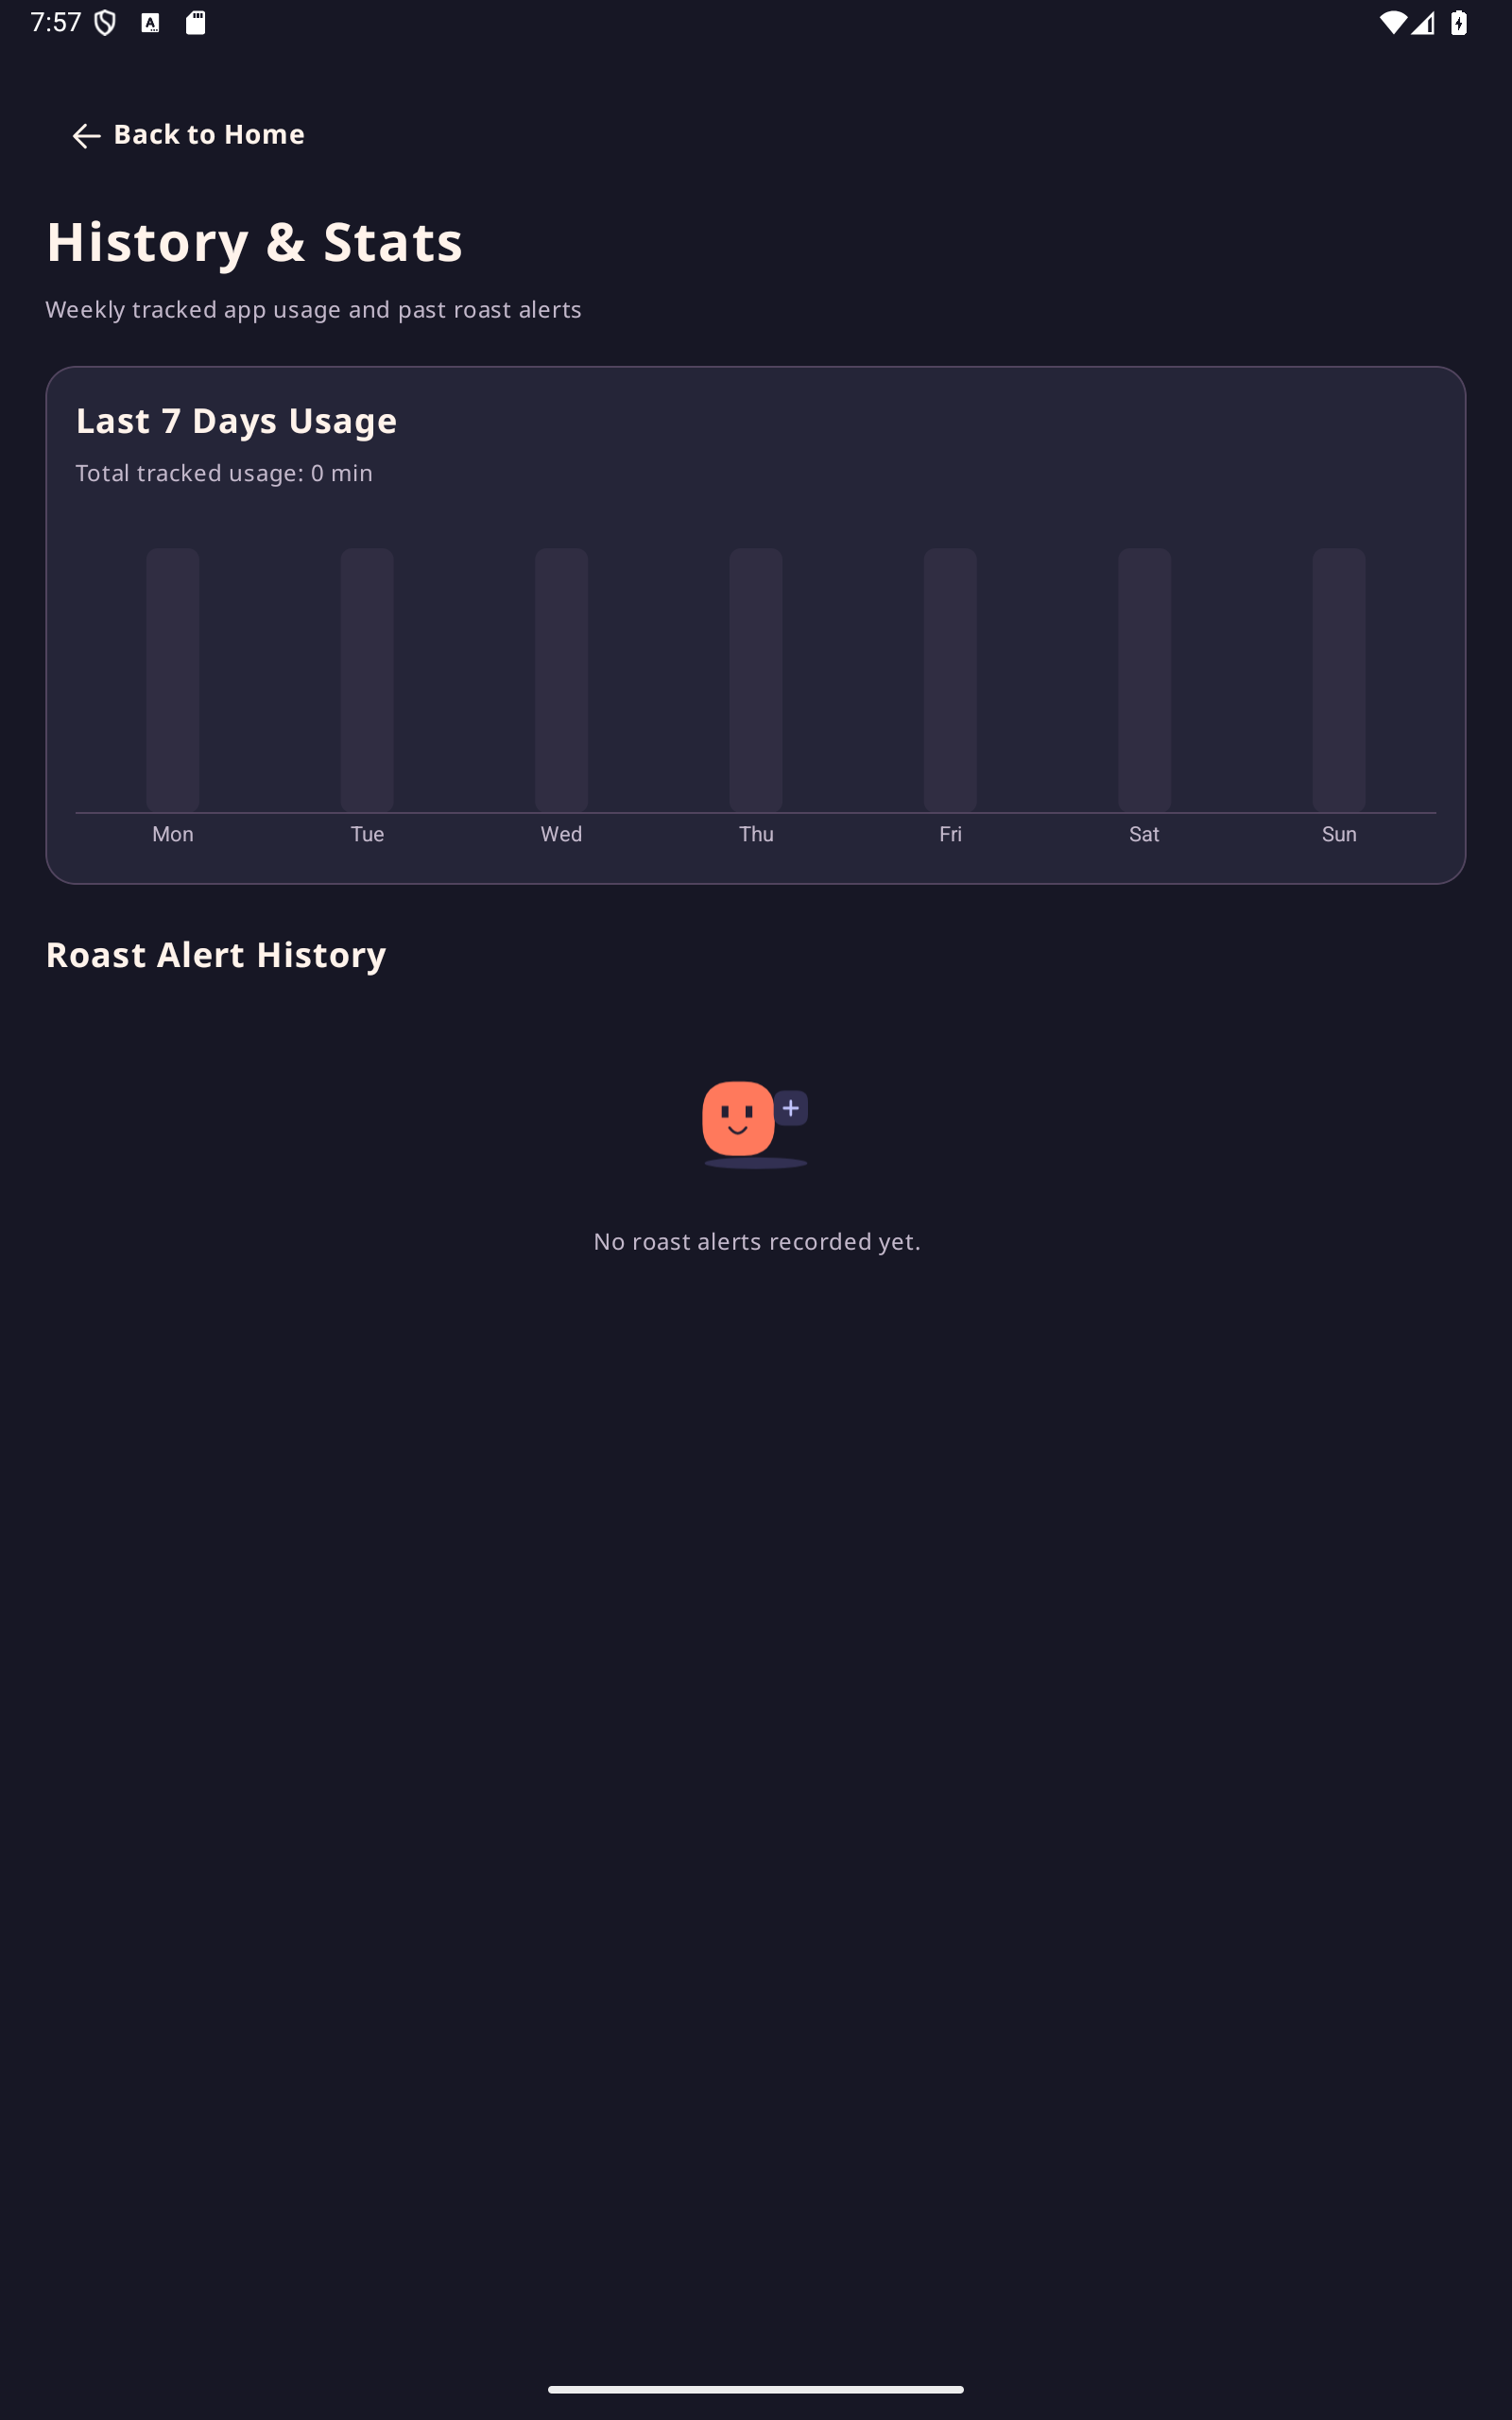 7:57
Back to Home
History & Stats
Weekly tracked app usage and past roast alerts
Last 7 Days Usage
Total tracked usage: 0 min
Mon Tue Wed Thu Fri Sat Sun
Roast Alert History
No roast alerts recorded yet.